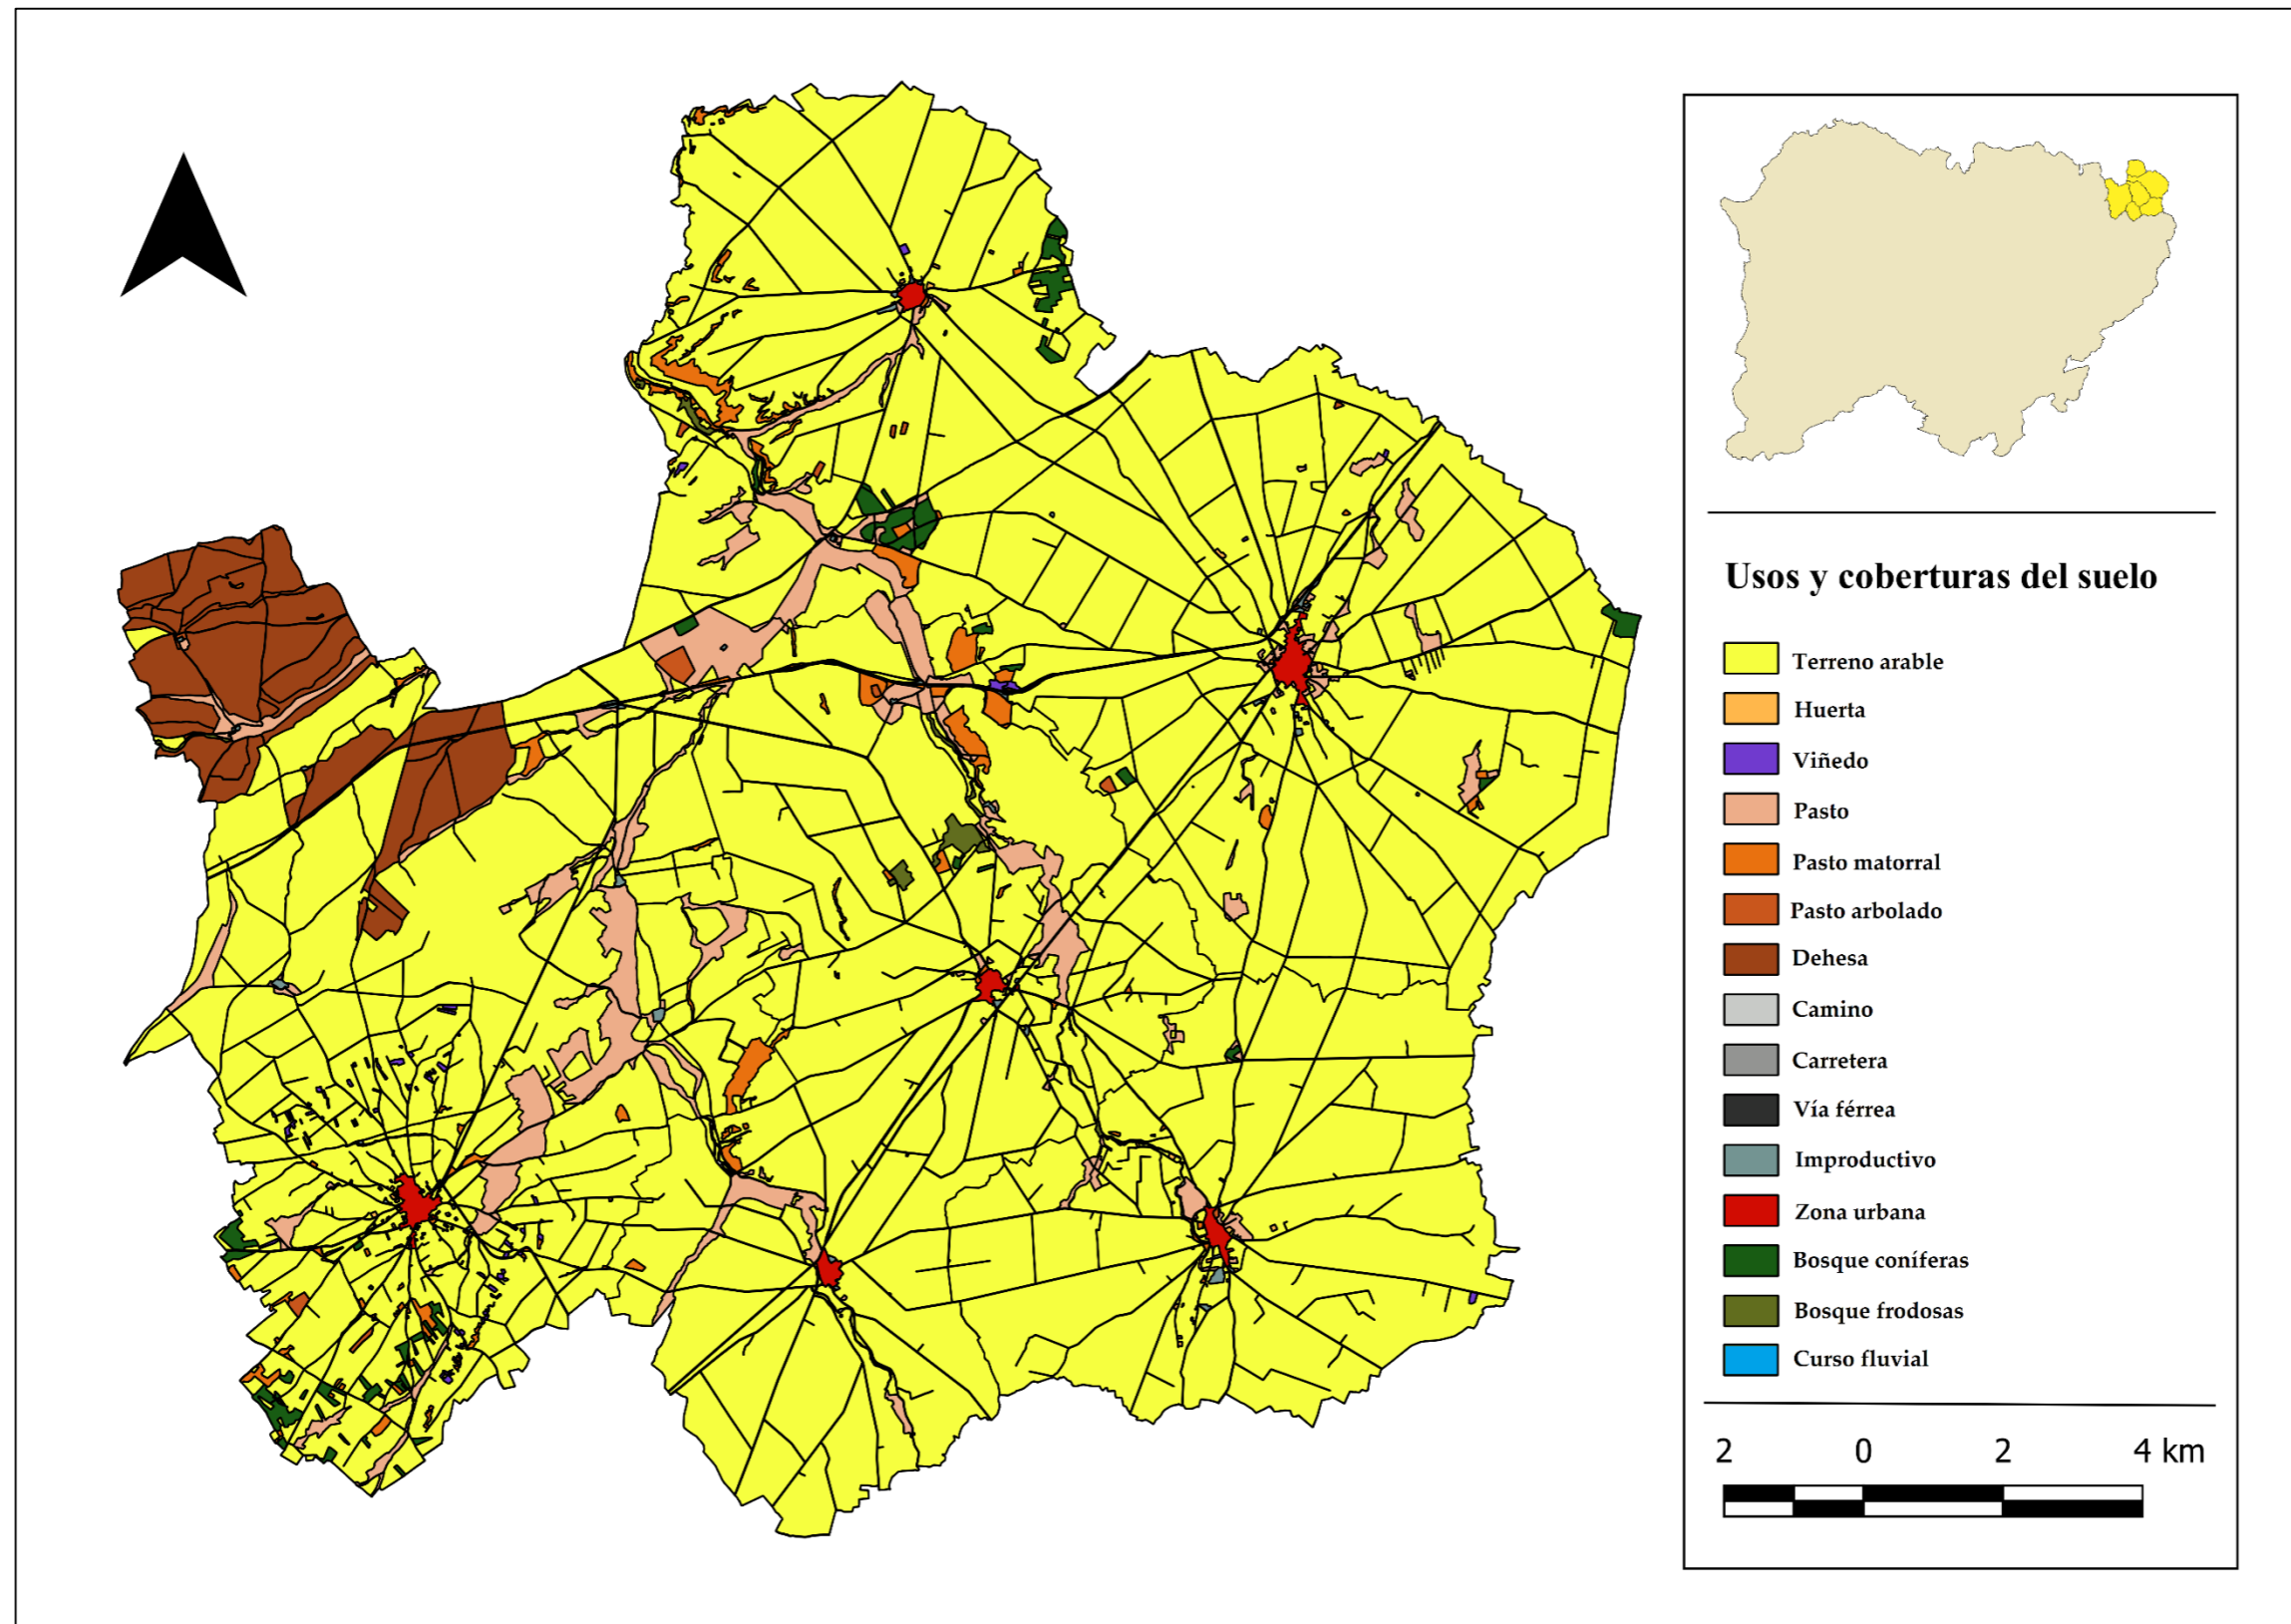 Usos y coberturas del suelo
Terreno arable
Huerta
Viñedo
Pasto
Pasto matorral
Pasto arbolado
Dehesa
Camino
Carretera
Vía férrea
Improductivo
Zona urbana
Bosque coníferas
Bosque frodosas
Curso fluvial
2 0 2 4 km